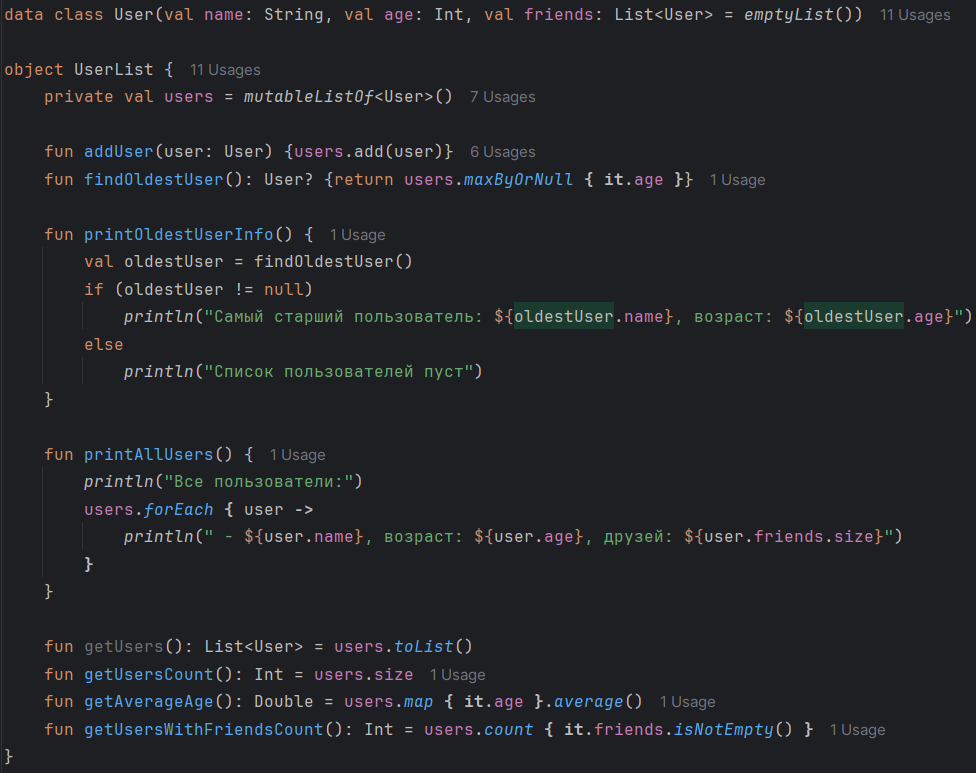 data class User(val name: String, val age: Int, val friends: List<User> = emptyList()) 11 Usages
object UserList { 11 Usages
    private val users = mutableListOf<User>() 7 Usages
    fun addUser(user: User) {users.add(user)} 6 Usages
    fun findOldestUser(): User? {return users.maxByOrNull { it.age }} 1 Usage
    fun printOldestUserInfo() { 1 Usage
        val oldestUser = findOldestUser()
        if (oldestUser != null)
            println("Самый старший пользователь: ${oldestUser.name}, возраст: ${oldestUser.age}")
        else
            println("Список пользователей пуст")
    }
    fun printAllUsers() { 1 Usage
        println("Все пользователи:")
        users.forEach { user ->
            println(" - ${user.name}, возраст: ${user.age}, друзей: ${user.friends.size}")
        }
    }
    fun getUsers(): List<User> = users.toList()
    fun getUsersCount(): Int = users.size 1 Usage
    fun getAverageAge(): Double = users.map { it.age }.average() 1 Usage
    fun getUsersWithFriendsCount(): Int = users.count { it.friends.isNotEmpty() } 1 Usage
}